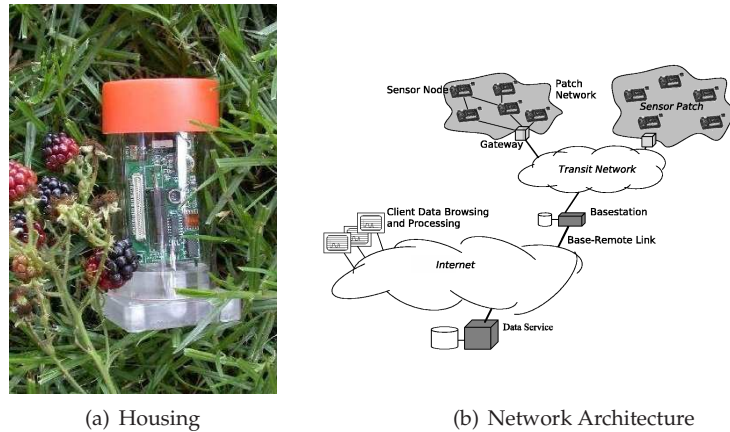 Sensor Node
Patch
Network
Sensor Patch
Gateway
Transit Network
Client Data Browsing
and Processing
Basestation
Base-Remote Link
Internet
Data Service
(a) Housing
(b) Network Architecture